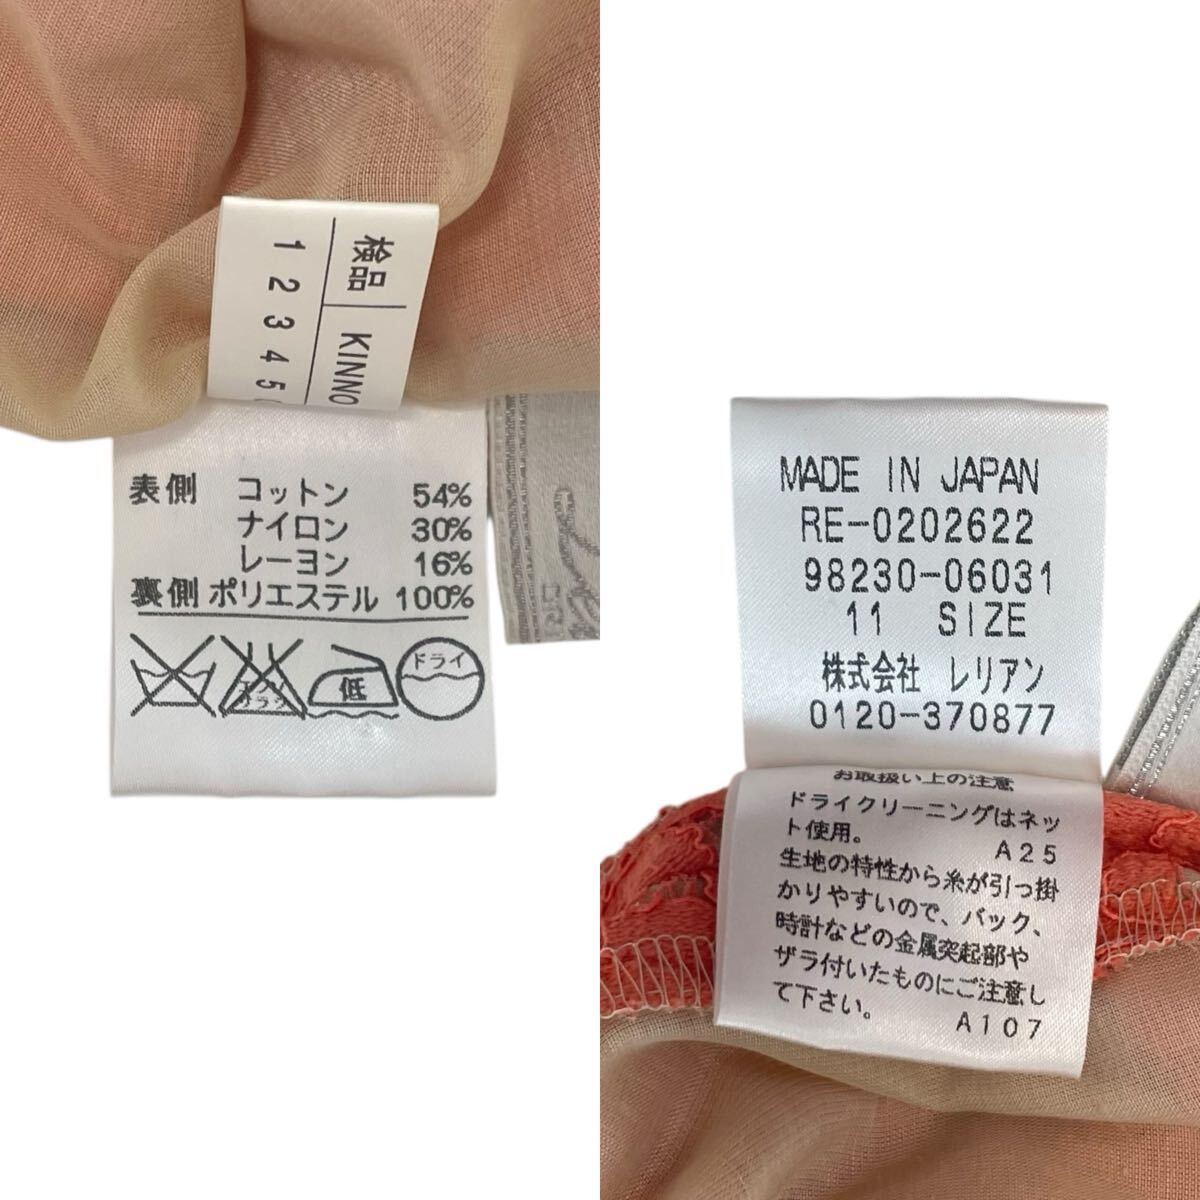 検品 KINNO
1 2 3 4 5
表側 コットン 54%
ナイロン 30%
レーヨン 16%
裏側 ポリエステル 100%
低
ドライ
MADE IN JAPAN
RE-0202622
98230-06031
11 SIZE
株式会社 レリアン
0120-370877
お取扱い上の注意
ドライクリーニングはネッ
ト使用。 A25
生地の特性から糸が引っ掛
かりやすいので、バック、
時計などの金属突起部や
ザラ付いたものにご注意し
て下さい。 A107